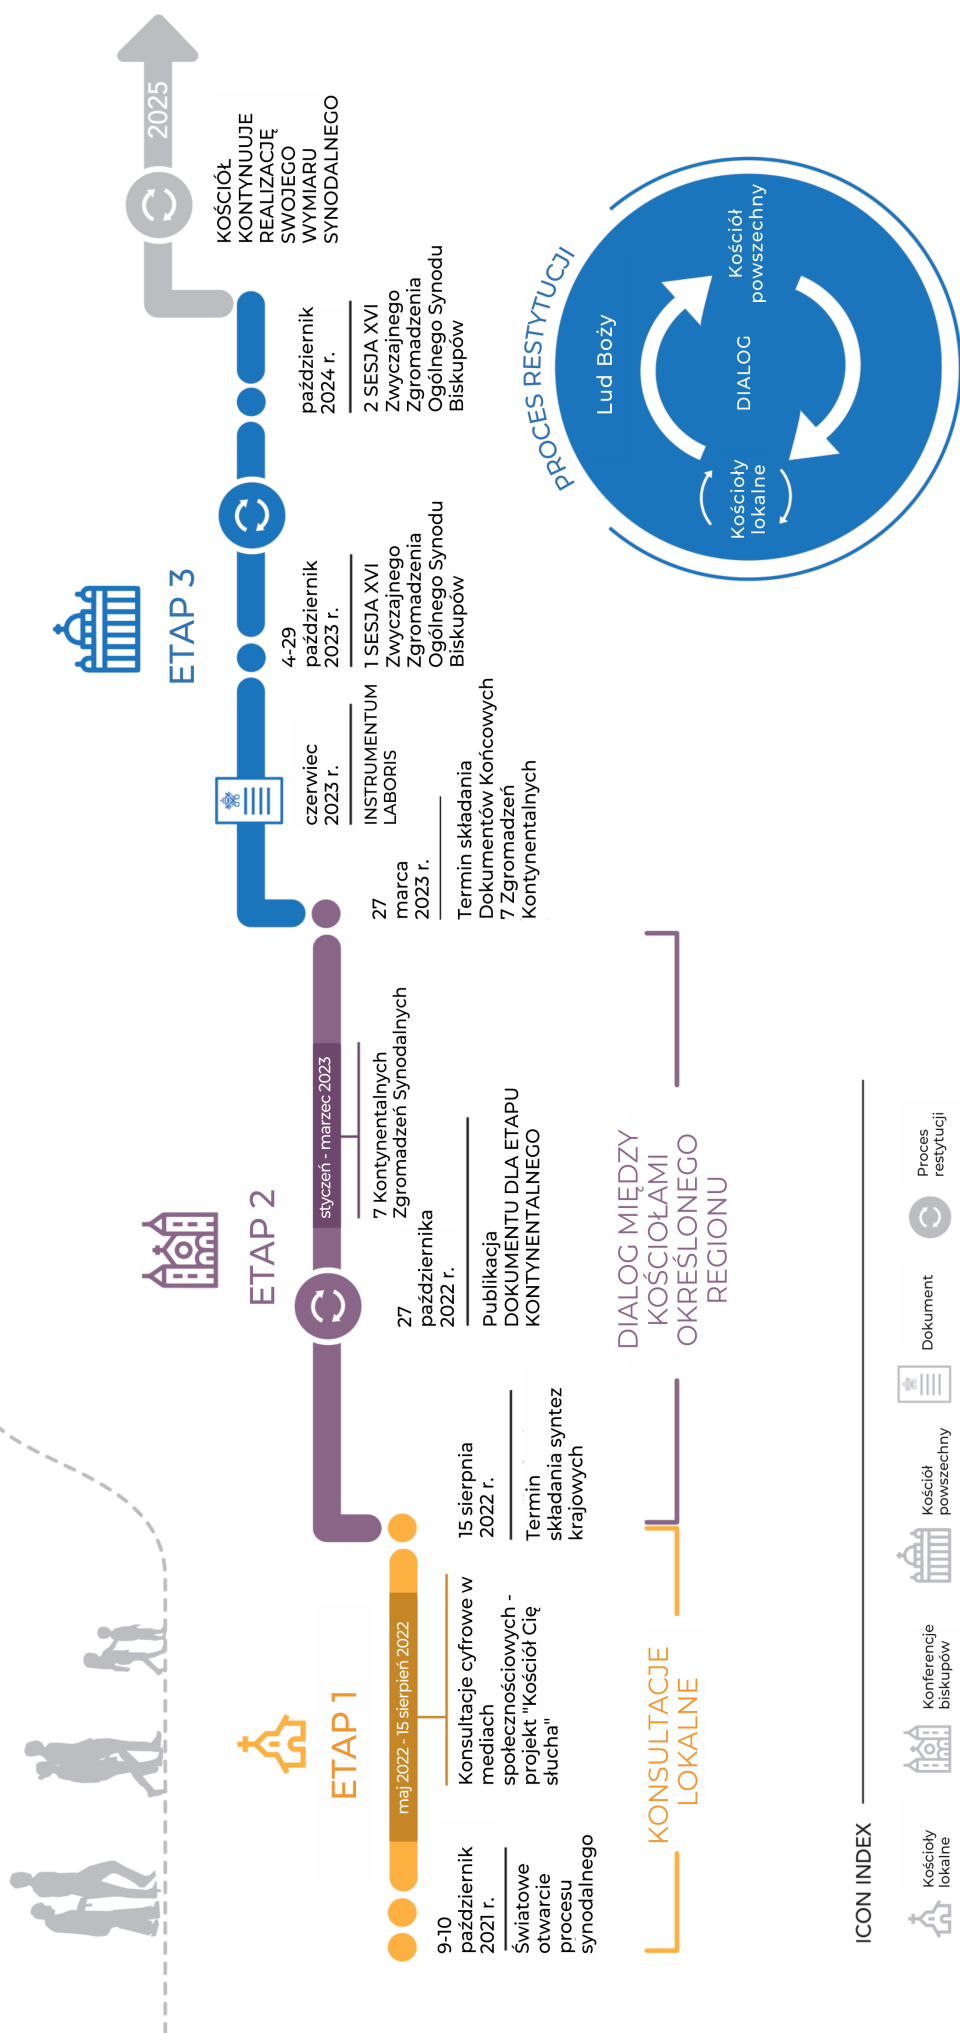 ETAP 1
9-10
październik
2021 r.
Światowe
otwarcie
procesu
synodalnego
maj 2022 - 15 sierpień 2022
Konsultacje cyfrowe w
mediach
społecznościowych -
projekt "Kościół Cię
słucha"
15 sierpnia
2022 r.
Termin
składania syntez
krajowych
KONSULTACJE
LOKALNE
ETAP 2
27
października
2022 r.
Publikacja
DOKUMENTU DLA ETAPU
KONTYNENTALNEGO
styczeń - marzec 2023
7 Kontynentalnych
Zgromadzeń Synodalnych
27
marca
2023 r.
Termin składania
Dokumentów Końcowych
7 Zgromadzeń
Kontynentalnych
DIALOG MIĘDZY
KOŚCIOŁAMI
OKREŚLONEGO
REGIONU
ETAP 3
czerwiec
2023 r.
INSTRUMENTUM
LABORIS
4-29
październik
2023 r.
1 SESJA XVI
Zwyczajnego
Zgromadzenia
Ogólnego Synodu
Biskupów
październik
2024 r.
2 SESJA XVI
Zwyczajnego
Zgromadzenia
Ogólnego Synodu
Biskupów
2025
KOŚCIÓŁ
KONTYNUUJE
REALIZACJĘ
SWOJEGO
WYMIARU
SYNODALNEGO
PROCES RESTYTUCJI
Lud Boży
Kościoły
lokalne
DIALOG
Kościół
powszechny
ICON INDEX
Kościoły
lokalne
Konferencje
biskupów
Kościół
powszechny
Dokument
Proces
restytucji